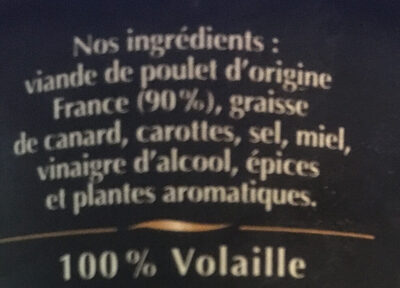 Nos ingrédients :
viande de poulet d'origine
France (90%), graisse
de canard, carottes, sel, miel,
vinaigre d'alcool, épices
et plantes aromatiques.
100 % Volaille